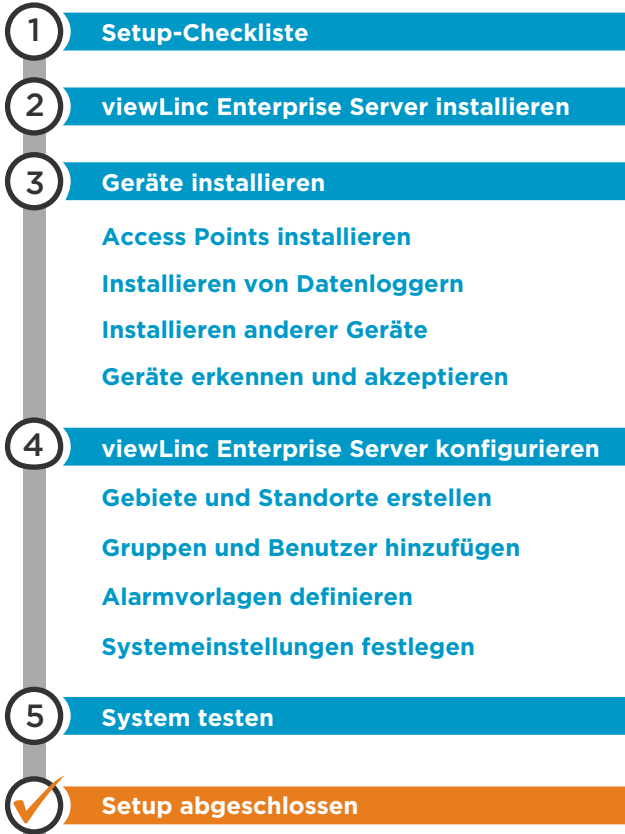 1 Setup-Checkliste
2 viewLinc Enterprise Server installieren
3 Geräte installieren
Access Points installieren
Installieren von Datenloggern
Installieren anderer Geräte
Geräte erkennen und akzeptieren
4 viewLinc Enterprise Server konfigurieren
Gebiete und Standorte erstellen
Gruppen und Benutzer hinzufügen
Alarmvorlagen definieren
Systemeinstellungen festlegen
5 System testen
Setup abgeschlossen